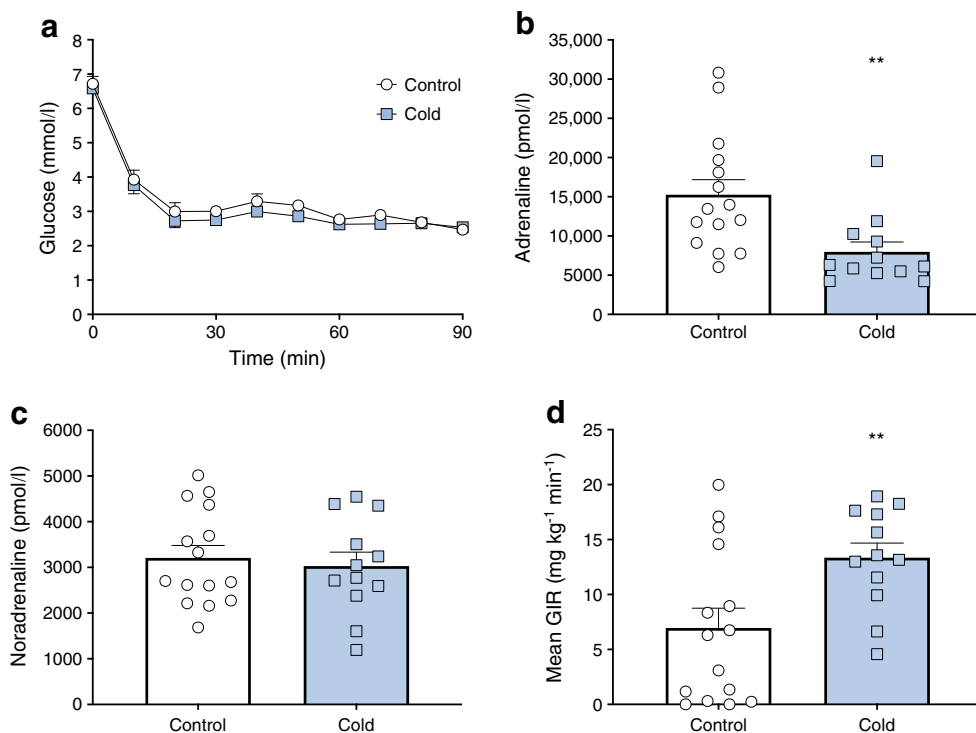 a
8
7
6
5
4
3
2
1
0
Glucose (mmol/l)
0
30
60
90
Time (min)
Control
Cold
b
35,000
30,000
25,000
20,000
15,000
10,000
5000
0
Adrenaline (pmol/l)
**
Control
Cold
c
6000
5000
4000
3000
2000
1000
0
Noradrenaline (pmol/l)
Control
Cold
d
25
20
15
10
5
0
Mean GIR (mg kg⁻¹ min⁻¹)
**
Control
Cold